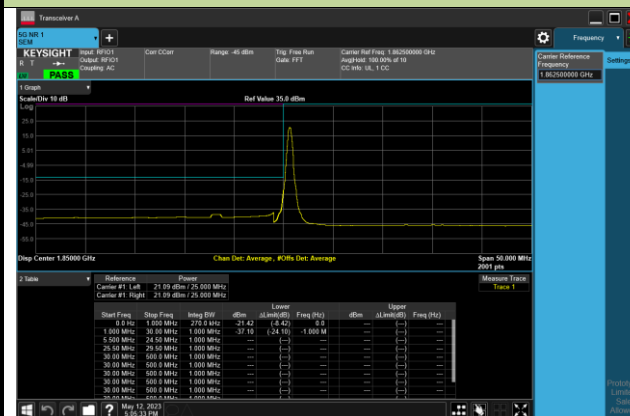 Transceiver A
5G NR 1
SEM
+
Frequency
KEYSIGHT
R T
LV PASS
Input: RFIO1
Output: RFIO1
Coupling: AC
Corr CCorr
Range: -45 dBm
Trig: Free Run
Gate: FFT
Carrier Ref Freq: 1.862500000 GHz
Avg|Hold: 100.00% of 10
CC Info: UL, 1 CC
Carrier Reference
Frequency
1.862500000 GHz
Settings
1 Graph
Scale/Div 10 dB
Ref Value 35.0 dBm
Log
25.0
15.0
5.01
-4.99
-15.0
-25.0
-35.0
-45.0
-55.0
Disp Center 1.85000 GHz
Chan Det: Average , #Offs Det: Average
Span 50.000 MHz
2001 pts
2 Table
Reference Power
Carrier #1: Left 21.09 dBm / 25.000 MHz
Carrier #1: Right 21.09 dBm / 25.000 MHz
Measure Trace
Trace 1
Lower Upper
Start Freq Stop Freq Integ BW dBm ΔLimit(dB) Freq (Hz) dBm ΔLimit(dB) Freq (Hz)
0.0 Hz 1.000 MHz 270.0 kHz -21.42 (-8.42) 0.0 --- (---) ---
1.000 MHz 30.00 MHz 1.000 MHz -37.10 (-24.10) -1.000 M --- (---) ---
5.500 MHz 24.50 MHz 1.000 MHz --- (---) --- --- (---) ---
25.50 MHz 29.50 MHz 1.000 MHz --- (---) --- --- (---) ---
30.00 MHz 500.0 MHz 1.000 MHz --- (---) --- --- (---) ---
30.00 MHz 500.0 MHz 1.000 MHz --- (---) --- --- (---) ---
30.00 MHz 500.0 MHz 1.000 MHz --- (---) --- --- (---) ---
30.00 MHz 500.0 MHz 1.000 MHz --- (---) --- --- (---) ---
30.00 MHz 500.0 MHz 1.000 MHz --- (---) --- --- (---) ---
?
May 12, 2023
5:05:33 PM